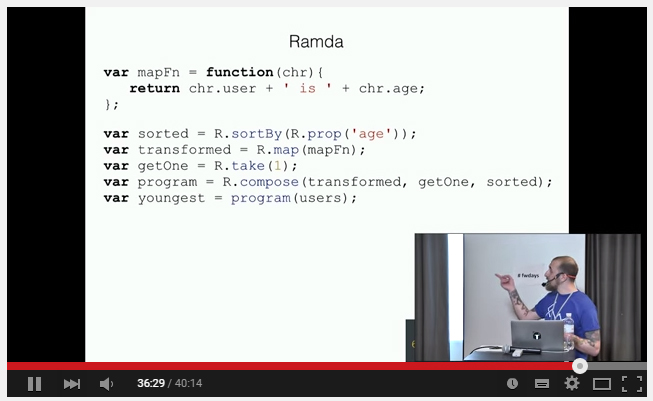 Ramda
var mapFn = function(chr){
return chr.user + ' is ' + chr.age;
};
var sorted = R.sortBy(R.prop('age'));
var transformed = R.map(mapFn);
var getOne = R.take(1);
var program = R.compose(transformed, getOne, sorted);
var youngest = program(users);
# fwdays
36:29 / 40:14